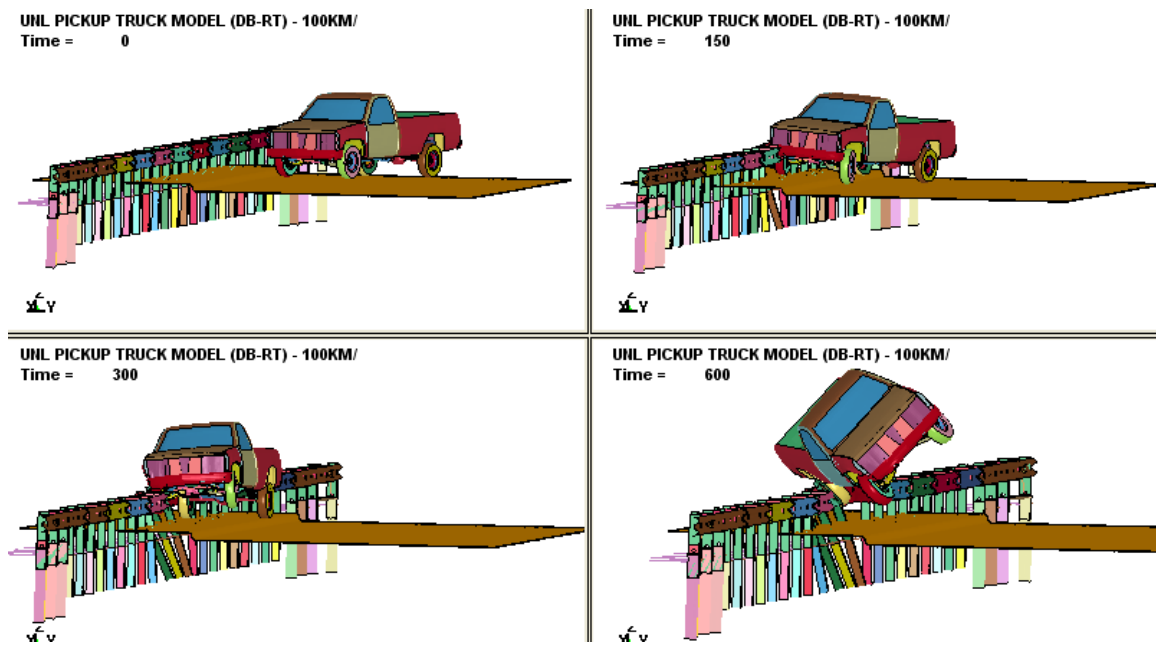 UNL PICKUP TRUCK MODEL (DB-RT) - 100KM/
Time = 0
UNL PICKUP TRUCK MODEL (DB-RT) - 100KM/
Time = 150
UNL PICKUP TRUCK MODEL (DB-RT) - 100KM/
Time = 300
UNL PICKUP TRUCK MODEL (DB-RT) - 100KM/
Time = 600